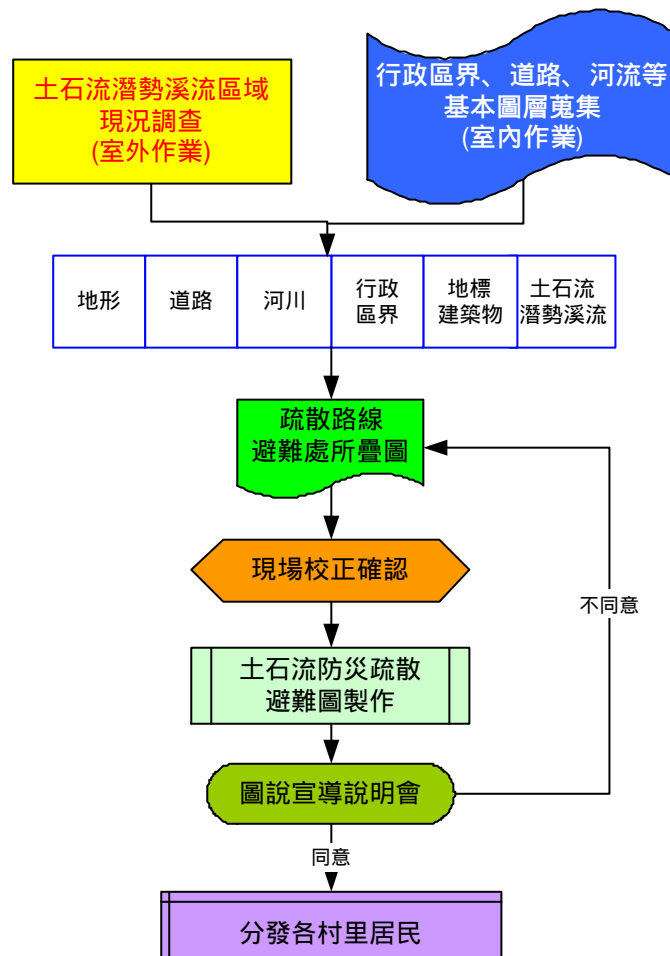 土石流潛勢溪流區域
現況調查
(室外作業)
行政區界、道路、河流等
基本圖層蒐集
(室內作業)
地形
道路
河川
行政
區界
地標
建築物
土石流
潛勢溪流
疏散路線
避難處所疊圖
現場校正確認
不同意
土石流防災疏散
避難圖製作
圖說宣導說明會
同意
分發各村里居民